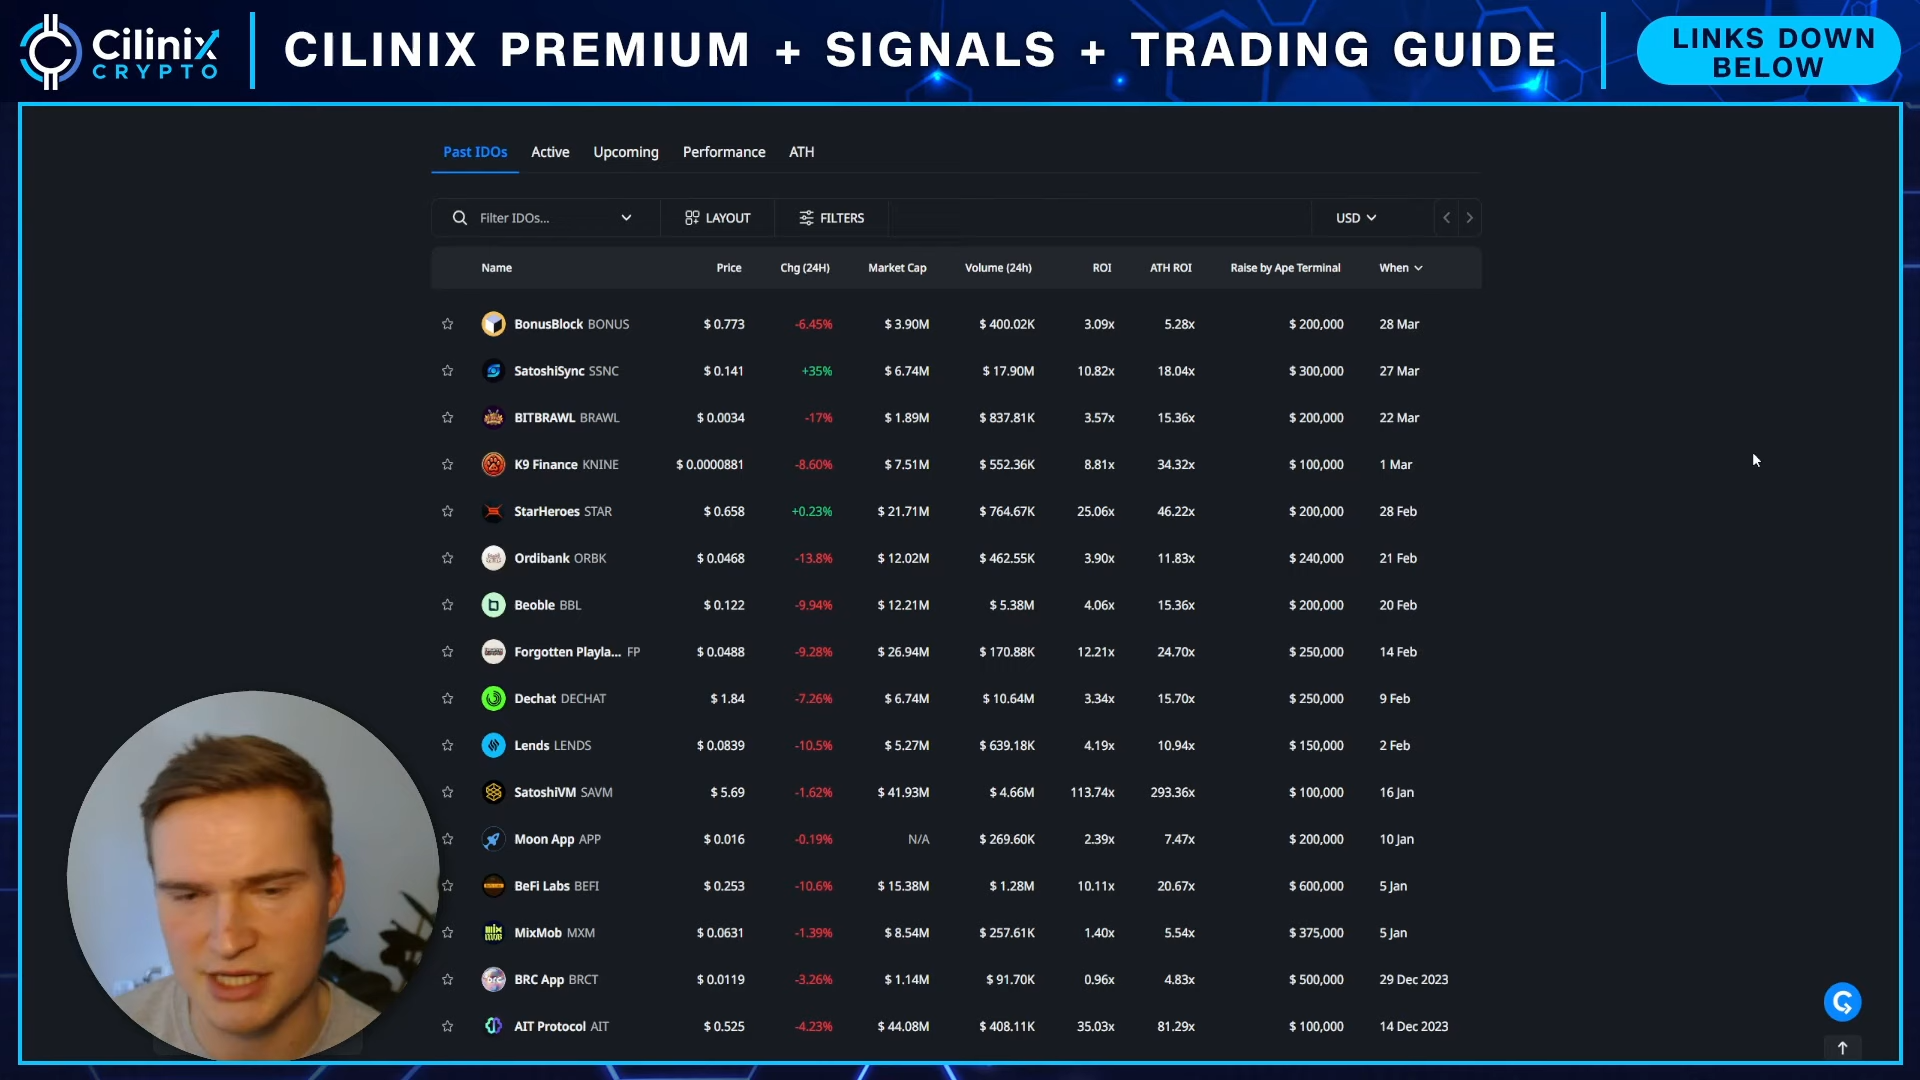 Cilinix
CRYPTO
CILINIX PREMIUM + SIGNALS + TRADING GUIDE
LINKS DOWN
BELOW
Past IDOs Active Upcoming Performance ATH
Filter IDOs... LAYOUT FILTERS USD
Name Price Chg (24H) Market Cap Volume (24h) ROI ATH ROI Raise by Ape Terminal When
BonusBlock BONUS $ 0.773 -6.45% $ 3.90M $ 400.02K 3.09x 5.28x $ 200,000 28 Mar
SatoshiSync SSNC $ 0.141 +35% $ 6.74M $ 17.90M 10.82x 18.04x $ 300,000 27 Mar
BITBRAWL BRAWL $ 0.0034 -17% $ 1.89M $ 837.81K 3.57x 15.36x $ 200,000 22 Mar
K9 Finance KNINE $ 0.0000881 -8.60% $ 7.51M $ 552.36K 8.81x 34.32x $ 100,000 1 Mar
StarHeroes STAR $ 0.658 +0.23% $ 21.71M $ 764.67K 25.06x 46.22x $ 200,000 28 Feb
Ordibank ORBK $ 0.0468 -13.8% $ 12.02M $ 462.55K 3.90x 11.83x $ 240,000 21 Feb
Beoble BBL $ 0.122 -9.94% $ 12.21M $ 5.38M 4.06x 15.36x $ 200,000 20 Feb
Forgotten Playla... FP $ 0.0488 -9.28% $ 26.94M $ 170.88K 12.21x 24.70x $ 250,000 14 Feb
Dechat DECHAT $ 1.84 -7.26% $ 6.74M $ 10.64M 3.34x 15.70x $ 250,000 9 Feb
Lends LENDS $ 0.0839 -10.5% $ 5.27M $ 639.18K 4.19x 10.94x $ 150,000 2 Feb
SatoshiVM SAVM $ 5.69 -1.62% $ 41.93M $ 4.66M 113.74x 293.36x $ 100,000 16 Jan
Moon App APP $ 0.016 -0.19% N/A $ 269.60K 2.39x 7.47x $ 200,000 10 Jan
BeFi Labs BEFI $ 0.253 -10.6% $ 15.38M $ 1.28M 10.11x 20.67x $ 600,000 5 Jan
MixMob MXM $ 0.0631 -1.39% $ 8.54M $ 257.61K 1.40x 5.54x $ 375,000 5 Jan
BRC App BRCT $ 0.0119 -3.26% $ 1.14M $ 91.70K 0.96x 4.83x $ 500,000 29 Dec 2023
AIT Protocol AIT $ 0.525 -4.23% $ 44.08M $ 408.11K 35.03x 81.29x $ 100,000 14 Dec 2023